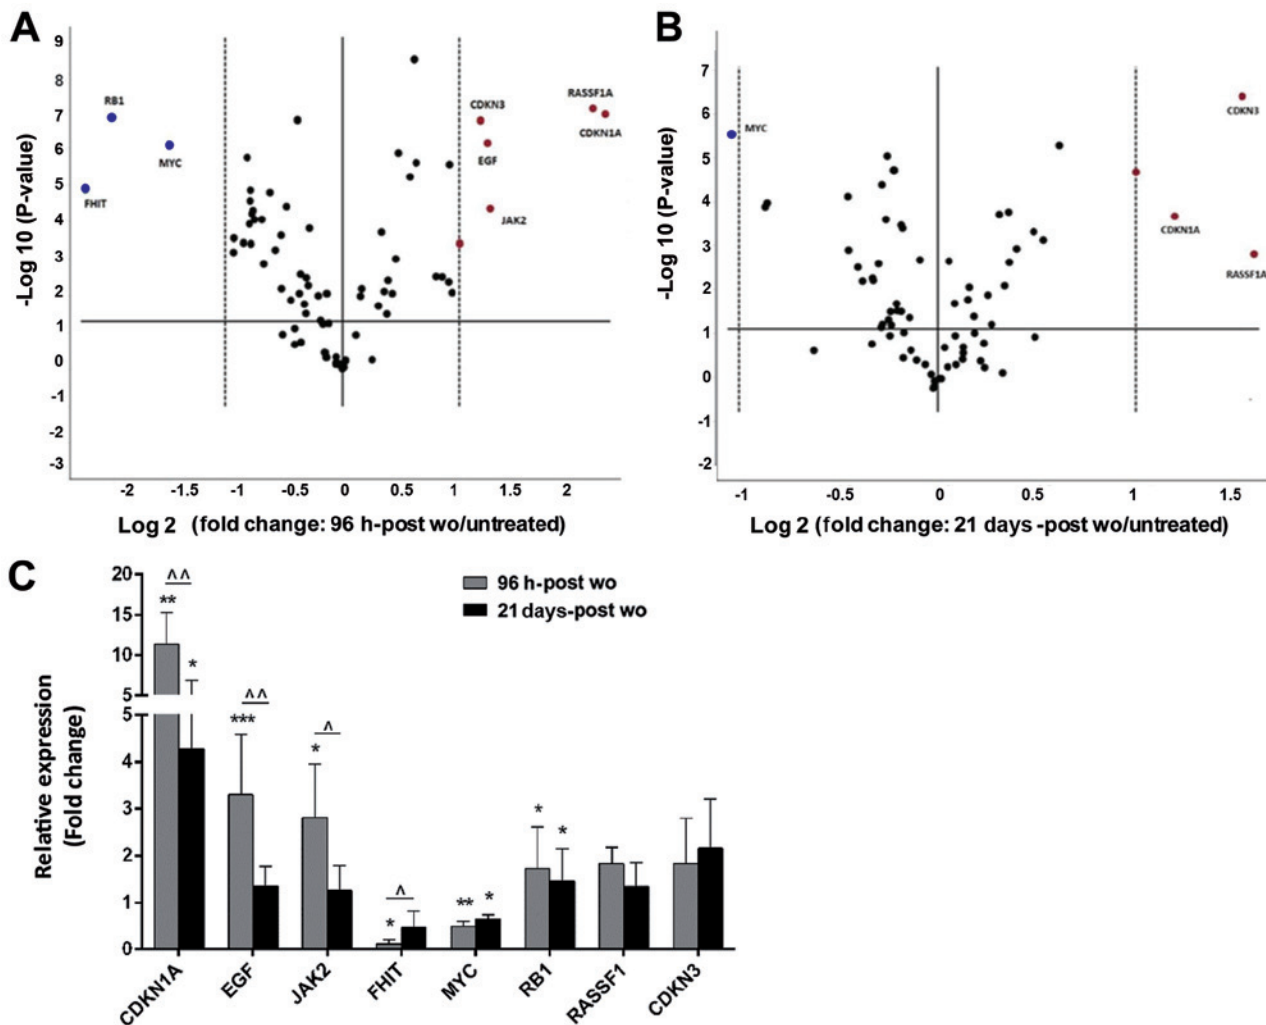 A
9
8
7
6
5
4
3
2
1
0
-1
-2
-3
-Log 10 (P-value)
RB1
MYC
FHIT
CDKN3
EGF
JAK2
RASSF1A
CDKN1A
-2 -1.5 -1 -0.5 0 0.5 1 1.5 2
Log 2 (fold change: 96 h-post wo/untreated)
B
7
6
5
4
3
2
1
0
-1
-2
-Log 10 (P-value)
MYC
CDKN3
CDKN1A
RASSF1A
-1 -0.5 0 0.5 1 1.5
Log 2 (fold change: 21 days -post wo/untreated)
C
20
15
10
5
5
4
3
2
1
0
Relative expression
(Fold change)
96 h-post wo
21 days-post wo
^^
**
*
^^
***
^
*
^
*
**
*
*
*
CDKN1A
EGF
JAK2
FHIT
MYC
RB1
RASSF1
CDKN3